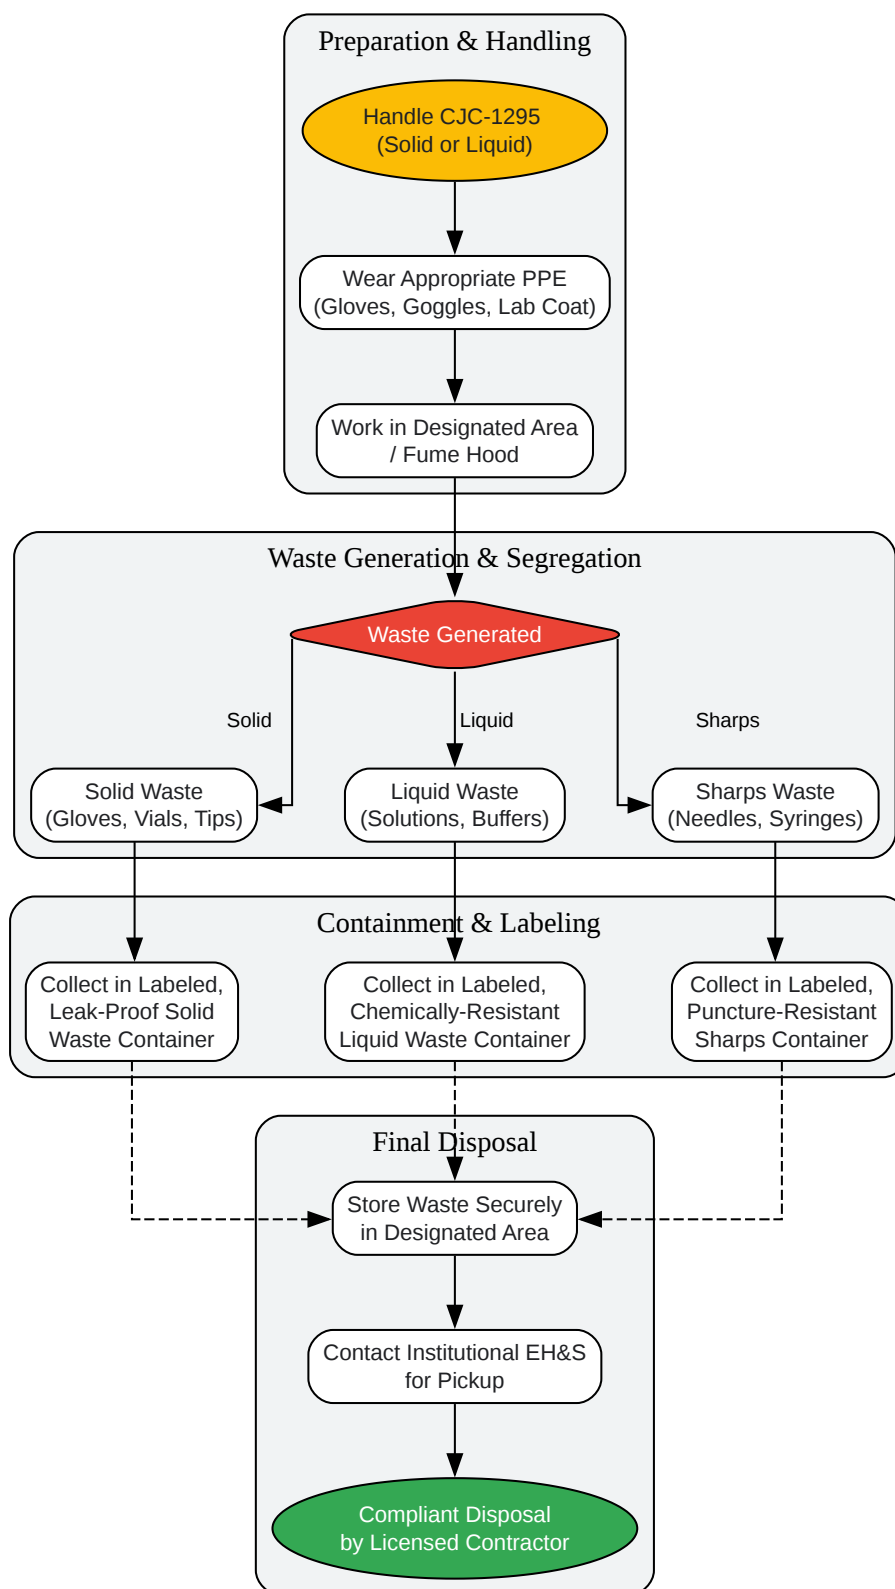 Preparation & Handling
Handle CJC-1295
(Solid or Liquid)
Wear Appropriate PPE
(Gloves, Goggles, Lab Coat)
Work in Designated Area
/ Fume Hood
Waste Generation & Segregation
Waste Generated
Solid
Liquid
Sharps
Solid Waste
(Gloves, Vials, Tips)
Liquid Waste
(Solutions, Buffers)
Sharps Waste
(Needles, Syringes)
Containment & Labeling
Collect in Labeled,
Leak-Proof Solid
Waste Container
Collect in Labeled,
Chemically-Resistant
Liquid Waste Container
Collect in Labeled,
Puncture-Resistant
Sharps Container
Final Disposal
Store Waste Securely
in Designated Area
Contact Institutional EH&S
for Pickup
Compliant Disposal
by Licensed Contractor